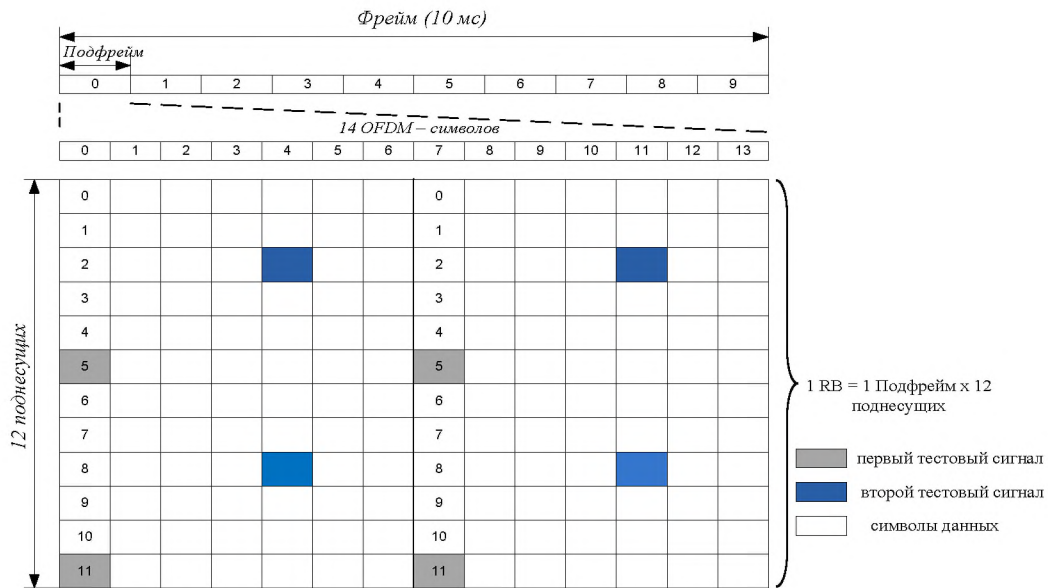 Фрейм (10 мс)
Подфрейм
0 1 2 3 4 5 6 7 8 9
14 OFDM – символов
0 1 2 3 4 5 6 7 8 9 10 11 12 13
12 поднесущих
0 0
1 1
2 2
3 3
4 4
5 5
6 6
7 7
8 8
9 9
10 10
11 11
1 RB = 1 Подфрейм x 12
поднесущих
первый тестовый сигнал
второй тестовый сигнал
символы данных